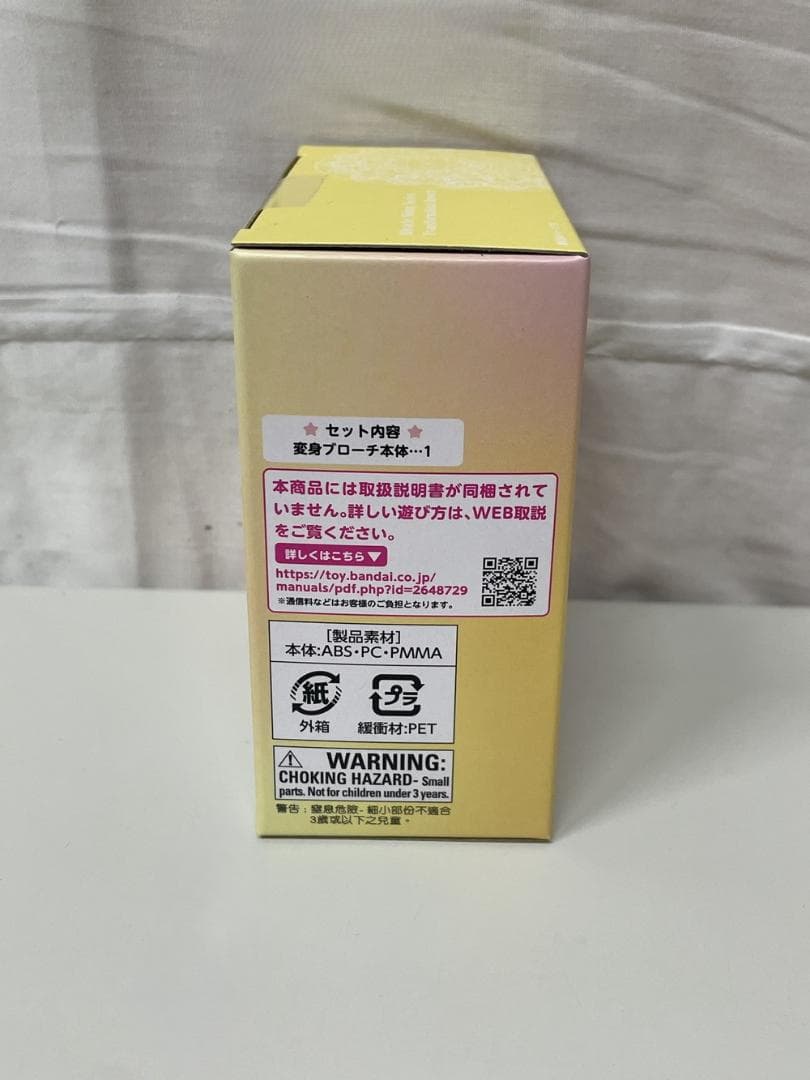 ★ セット内容 ★
変身ブローチ本体…1
本商品には取扱説明書が同梱されて
いません。詳しい遊び方は、WEB取説
をご覧ください。
詳しくはこちら▼
https://toy.bandai.co.jp/
manuals/pdf.php?id=2648729
※通信料などはお客様のご負担となります。
[製品素材]
本体:ABS・PC・PMMA
紙
外箱
プラ
緩衝材:PET
WARNING:
CHOKING HAZARD- Small
parts. Not for children under 3 years.
警告：窒息危險-細小部份不適合
3歲或以下之兒童。